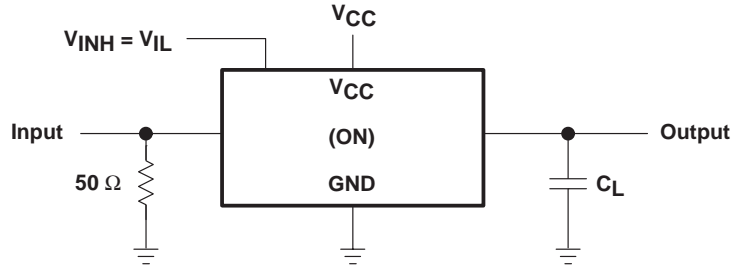 VCC
VINH = VIL
VCC
Input
(ON)
Output
50 Ω
GND
CL